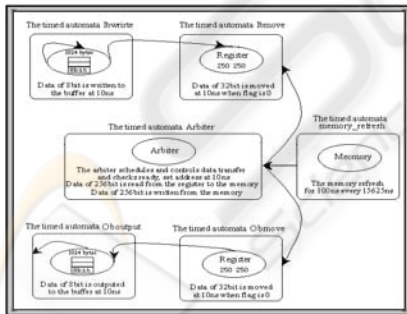 The timed automata Ibwrite
The timed automata Ibmove
1024 bytes
8bit
Data of 8bit is written to
the buffer at 10ns
Register
250 250
Data of 32bit is moved
at 10ns when flag is 0
The timed automata Arbiter
Arbiter
The arbiter schedules and controls data transfer
and checks ready, set address at 10ns
Data of 256bit is read from the register to the memory
Data of 256bit is written from the memory
The timed automata
memory_refresh
Memory
The memory refresh
for 100ns every 15625ns
The timed automata Oboutput
The timed automata Obmove
1024 bytes
8bit
Data of 8bit is outputed
to the buffer at 10ns
Register
250 250
Data of 32bit is moved
at 10ns when flag is 0